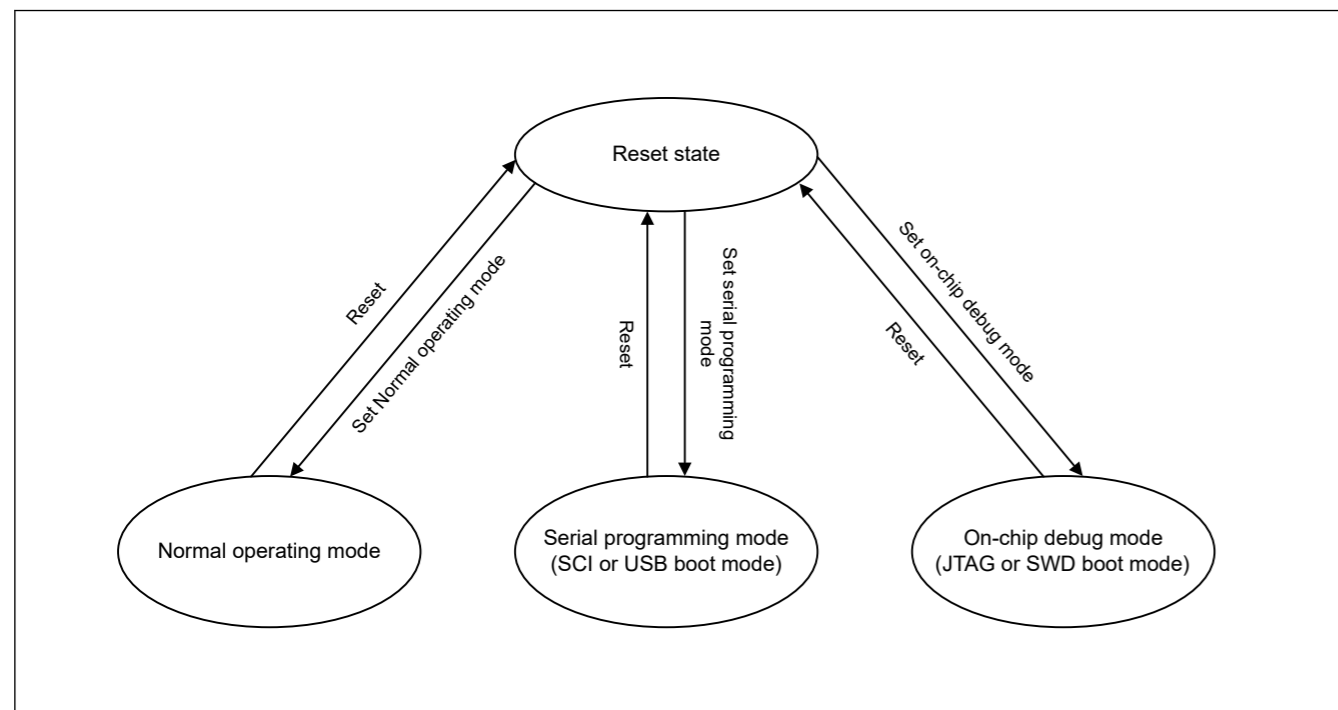 Reset state
Reset
Set Normal operating mode
Reset
Set serial programming
mode
Set on-chip debug mode
Reset
Normal operating mode
Serial programming mode
(SCI or USB boot mode)
On-chip debug mode
(JTAG or SWD boot mode)